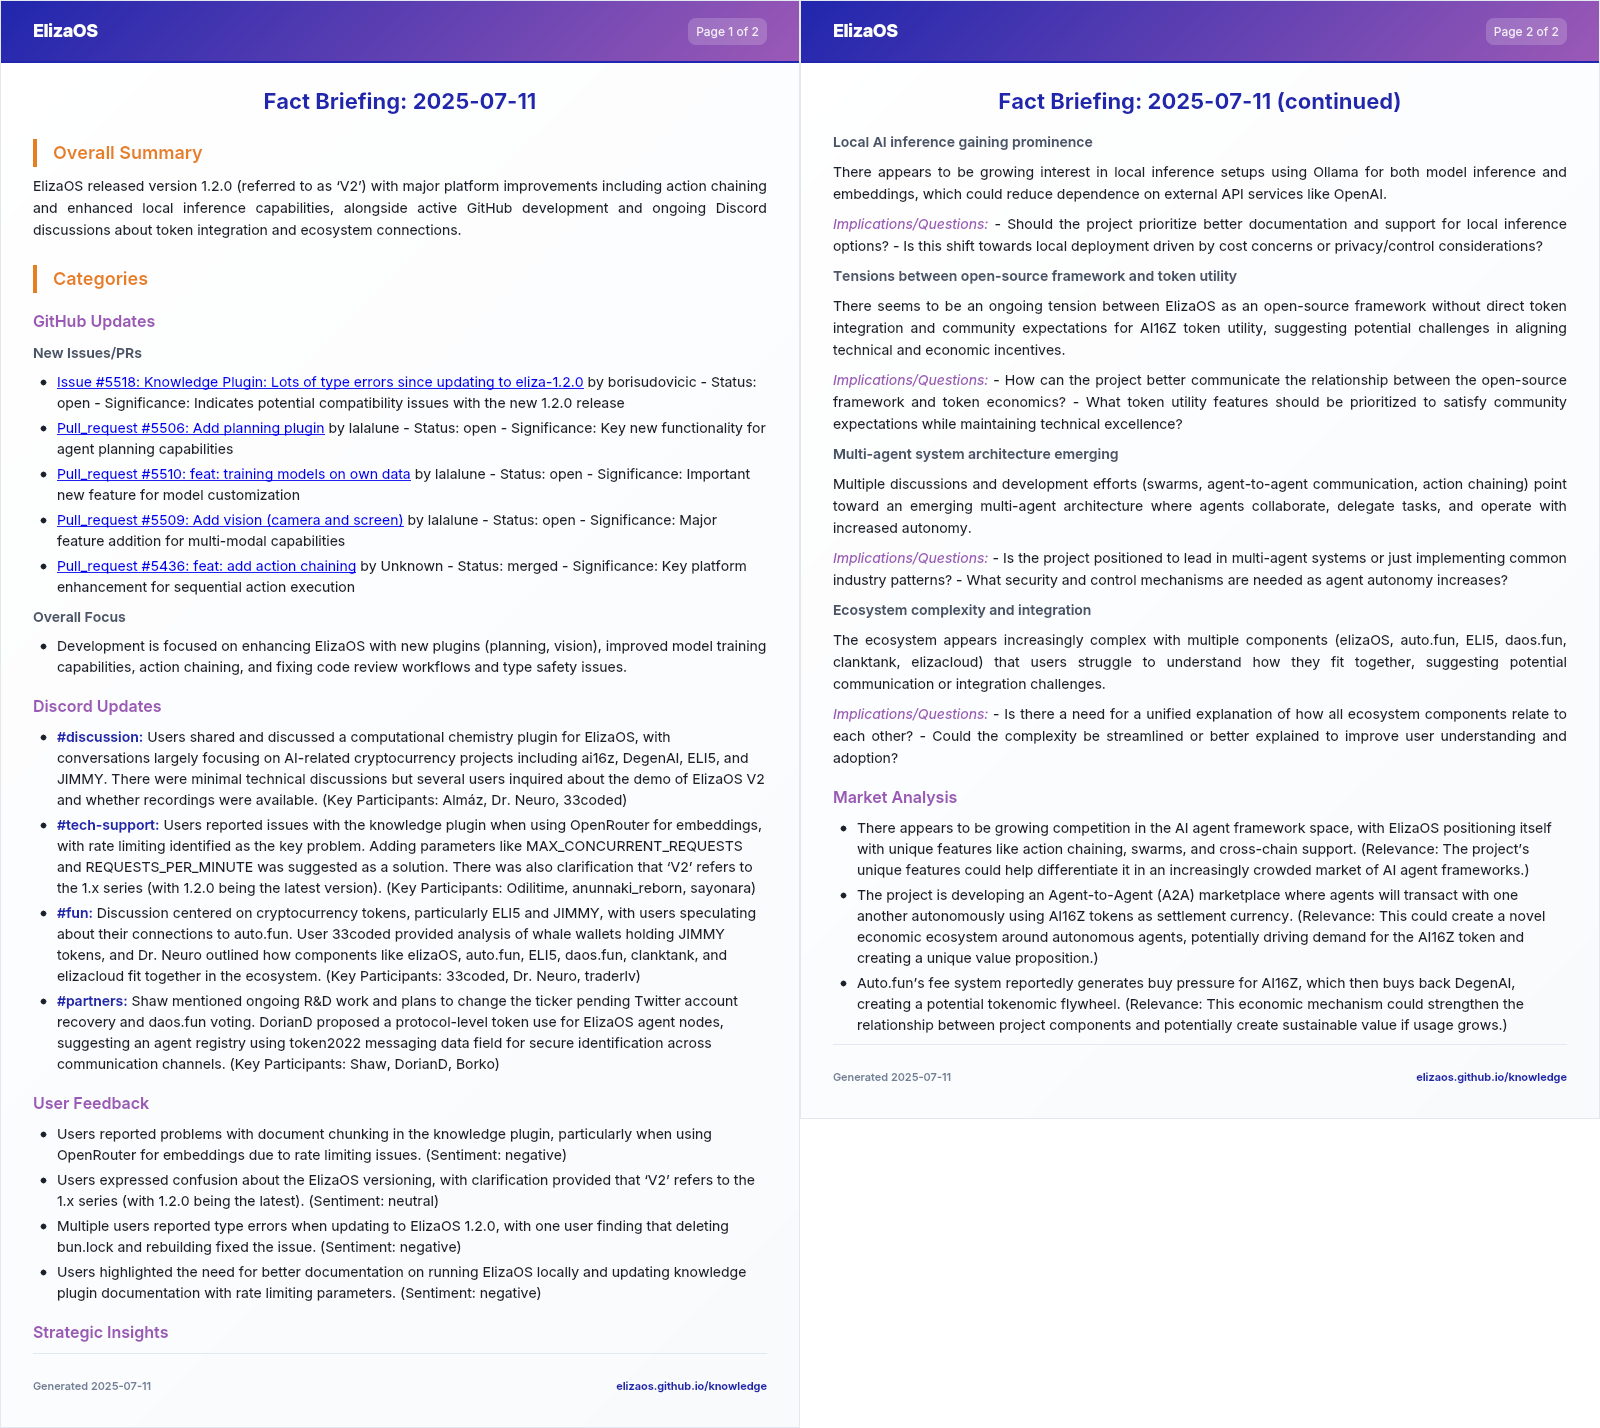 ElizaOS
Page 1 of 2
Fact Briefing: 2025-07-11
Overall Summary
ElizaOS released version 1.2.0 (referred to as ‘V2’) with major platform improvements including action chaining
and enhanced local inference capabilities, alongside active GitHub development and ongoing Discord
discussions about token integration and ecosystem connections.
Categories
GitHub Updates
New Issues/PRs
• Issue #5518: Knowledge Plugin: Lots of type errors since updating to eliza-1.2.0 by borisudovicic - Status:
open - Significance: Indicates potential compatibility issues with the new 1.2.0 release
• Pull_request #5506: Add planning plugin by lalalune - Status: open - Significance: Key new functionality for
agent planning capabilities
• Pull_request #5510: feat: training models on own data by lalalune - Status: open - Significance: Important
new feature for model customization
• Pull_request #5509: Add vision (camera and screen) by lalalune - Status: open - Significance: Major
feature addition for multi-modal capabilities
• Pull_request #5436: feat: add action chaining by Unknown - Status: merged - Significance: Key platform
enhancement for sequential action execution
Overall Focus
• Development is focused on enhancing ElizaOS with new plugins (planning, vision), improved model training
capabilities, action chaining, and fixing code review workflows and type safety issues.
Discord Updates
• #discussion: Users shared and discussed a computational chemistry plugin for ElizaOS, with
conversations largely focusing on AI-related cryptocurrency projects including ai16z, DegenAI, ELI5, and
JIMMY. There were minimal technical discussions but several users inquired about the demo of ElizaOS V2
and whether recordings were available. (Key Participants: Almáz, Dr. Neuro, 33coded)
• #tech-support: Users reported issues with the knowledge plugin when using OpenRouter for embeddings,
with rate limiting identified as the key problem. Adding parameters like MAX_CONCURRENT_REQUESTS
and REQUESTS_PER_MINUTE was suggested as a solution. There was also clarification that ‘V2’ refers to
the 1.x series (with 1.2.0 being the latest version). (Key Participants: Odilitime, anunnaki_reborn, sayonara)
• #fun: Discussion centered on cryptocurrency tokens, particularly ELI5 and JIMMY, with users speculating
about their connections to auto.fun. User 33coded provided analysis of whale wallets holding JIMMY
tokens, and Dr. Neuro outlined how components like elizaOS, auto.fun, ELI5, daos.fun, clanktank, and
elizacloud fit together in the ecosystem. (Key Participants: 33coded, Dr. Neuro, traderlv)
• #partners: Shaw mentioned ongoing R&D work and plans to change the ticker pending Twitter account
recovery and daos.fun voting. DorianD proposed a protocol-level token use for ElizaOS agent nodes,
suggesting an agent registry using token2022 messaging data field for secure identification across
communication channels. (Key Participants: Shaw, DorianD, Borko)
User Feedback
• Users reported problems with document chunking in the knowledge plugin, particularly when using
OpenRouter for embeddings due to rate limiting issues. (Sentiment: negative)
• Users expressed confusion about the ElizaOS versioning, with clarification provided that ‘V2’ refers to the
1.x series (with 1.2.0 being the latest). (Sentiment: neutral)
• Multiple users reported type errors when updating to ElizaOS 1.2.0, with one user finding that deleting
bun.lock and rebuilding fixed the issue. (Sentiment: negative)
• Users highlighted the need for better documentation on running ElizaOS locally and updating knowledge
plugin documentation with rate limiting parameters. (Sentiment: negative)
Strategic Insights
Generated 2025-07-11
elizaos.github.io/knowledge
ElizaOS
Page 2 of 2
Fact Briefing: 2025-07-11 (continued)
Local AI inference gaining prominence
There appears to be growing interest in local inference setups using Ollama for both model inference and
embeddings, which could reduce dependence on external API services like OpenAI.
Implications/Questions: - Should the project prioritize better documentation and support for local inference
options? - Is this shift towards local deployment driven by cost concerns or privacy/control considerations?
Tensions between open-source framework and token utility
There seems to be an ongoing tension between ElizaOS as an open-source framework without direct token
integration and community expectations for AI16Z token utility, suggesting potential challenges in aligning
technical and economic incentives.
Implications/Questions: - How can the project better communicate the relationship between the open-source
framework and token economics? - What token utility features should be prioritized to satisfy community
expectations while maintaining technical excellence?
Multi-agent system architecture emerging
Multiple discussions and development efforts (swarms, agent-to-agent communication, action chaining) point
toward an emerging multi-agent architecture where agents collaborate, delegate tasks, and operate with
increased autonomy.
Implications/Questions: - Is the project positioned to lead in multi-agent systems or just implementing common
industry patterns? - What security and control mechanisms are needed as agent autonomy increases?
Ecosystem complexity and integration
The ecosystem appears increasingly complex with multiple components (elizaOS, auto.fun, ELI5, daos.fun,
clanktank, elizacloud) that users struggle to understand how they fit together, suggesting potential
communication or integration challenges.
Implications/Questions: - Is there a need for a unified explanation of how all ecosystem components relate to
each other? - Could the complexity be streamlined or better explained to improve user understanding and
adoption?
Market Analysis
• There appears to be growing competition in the AI agent framework space, with ElizaOS positioning itself
with unique features like action chaining, swarms, and cross-chain support. (Relevance: The project’s
unique features could help differentiate it in an increasingly crowded market of AI agent frameworks.)
• The project is developing an Agent-to-Agent (A2A) marketplace where agents will transact with one
another autonomously using AI16Z tokens as settlement currency. (Relevance: This could create a novel
economic ecosystem around autonomous agents, potentially driving demand for the AI16Z token and
creating a unique value proposition.)
• Auto.fun’s fee system reportedly generates buy pressure for AI16Z, which then buys back DegenAI,
creating a potential tokenomic flywheel. (Relevance: This economic mechanism could strengthen the
relationship between project components and potentially create sustainable value if usage grows.)
Generated 2025-07-11
elizaos.github.io/knowledge